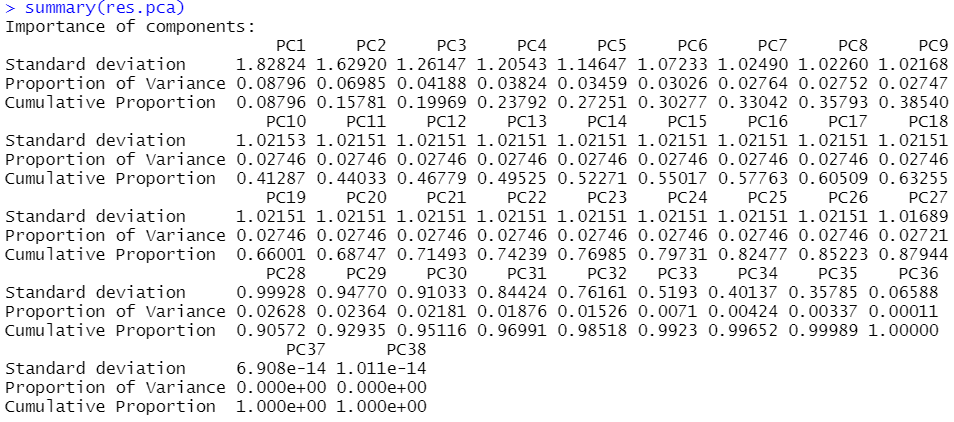 > summary(res.pca)
Importance of components:
PC1 PC2 PC3 PC4 PC5 PC6 PC7 PC8 PC9
Standard deviation 1.82824 1.62920 1.26147 1.20543 1.14647 1.07233 1.02490 1.02260 1.02168
Proportion of Variance 0.08796 0.06985 0.04188 0.03824 0.03459 0.03026 0.02764 0.02752 0.02747
Cumulative Proportion 0.08796 0.15781 0.19969 0.23792 0.27251 0.30277 0.33042 0.35793 0.38540
PC10 PC11 PC12 PC13 PC14 PC15 PC16 PC17 PC18
Standard deviation 1.02153 1.02151 1.02151 1.02151 1.02151 1.02151 1.02151 1.02151 1.02151
Proportion of Variance 0.02746 0.02746 0.02746 0.02746 0.02746 0.02746 0.02746 0.02746 0.02746
Cumulative Proportion 0.41287 0.44033 0.46779 0.49525 0.52271 0.55017 0.57763 0.60509 0.63255
PC19 PC20 PC21 PC22 PC23 PC24 PC25 PC26 PC27
Standard deviation 1.02151 1.02151 1.02151 1.02151 1.02151 1.02151 1.02151 1.02151 1.01689
Proportion of Variance 0.02746 0.02746 0.02746 0.02746 0.02746 0.02746 0.02746 0.02746 0.02721
Cumulative Proportion 0.66001 0.68747 0.71493 0.74239 0.76985 0.79731 0.82477 0.85223 0.87944
PC28 PC29 PC30 PC31 PC32 PC33 PC34 PC35 PC36
Standard deviation 0.99928 0.94770 0.91033 0.84424 0.76161 0.5193 0.40137 0.35785 0.06588
Proportion of Variance 0.02628 0.02364 0.02181 0.01876 0.01526 0.0071 0.00424 0.00337 0.00011
Cumulative Proportion 0.90572 0.92935 0.95116 0.96991 0.98518 0.9923 0.99652 0.99989 1.00000
PC37 PC38
Standard deviation 6.908e-14 1.011e-14
Proportion of Variance 0.000e+00 0.000e+00
Cumulative Proportion 1.000e+00 1.000e+00